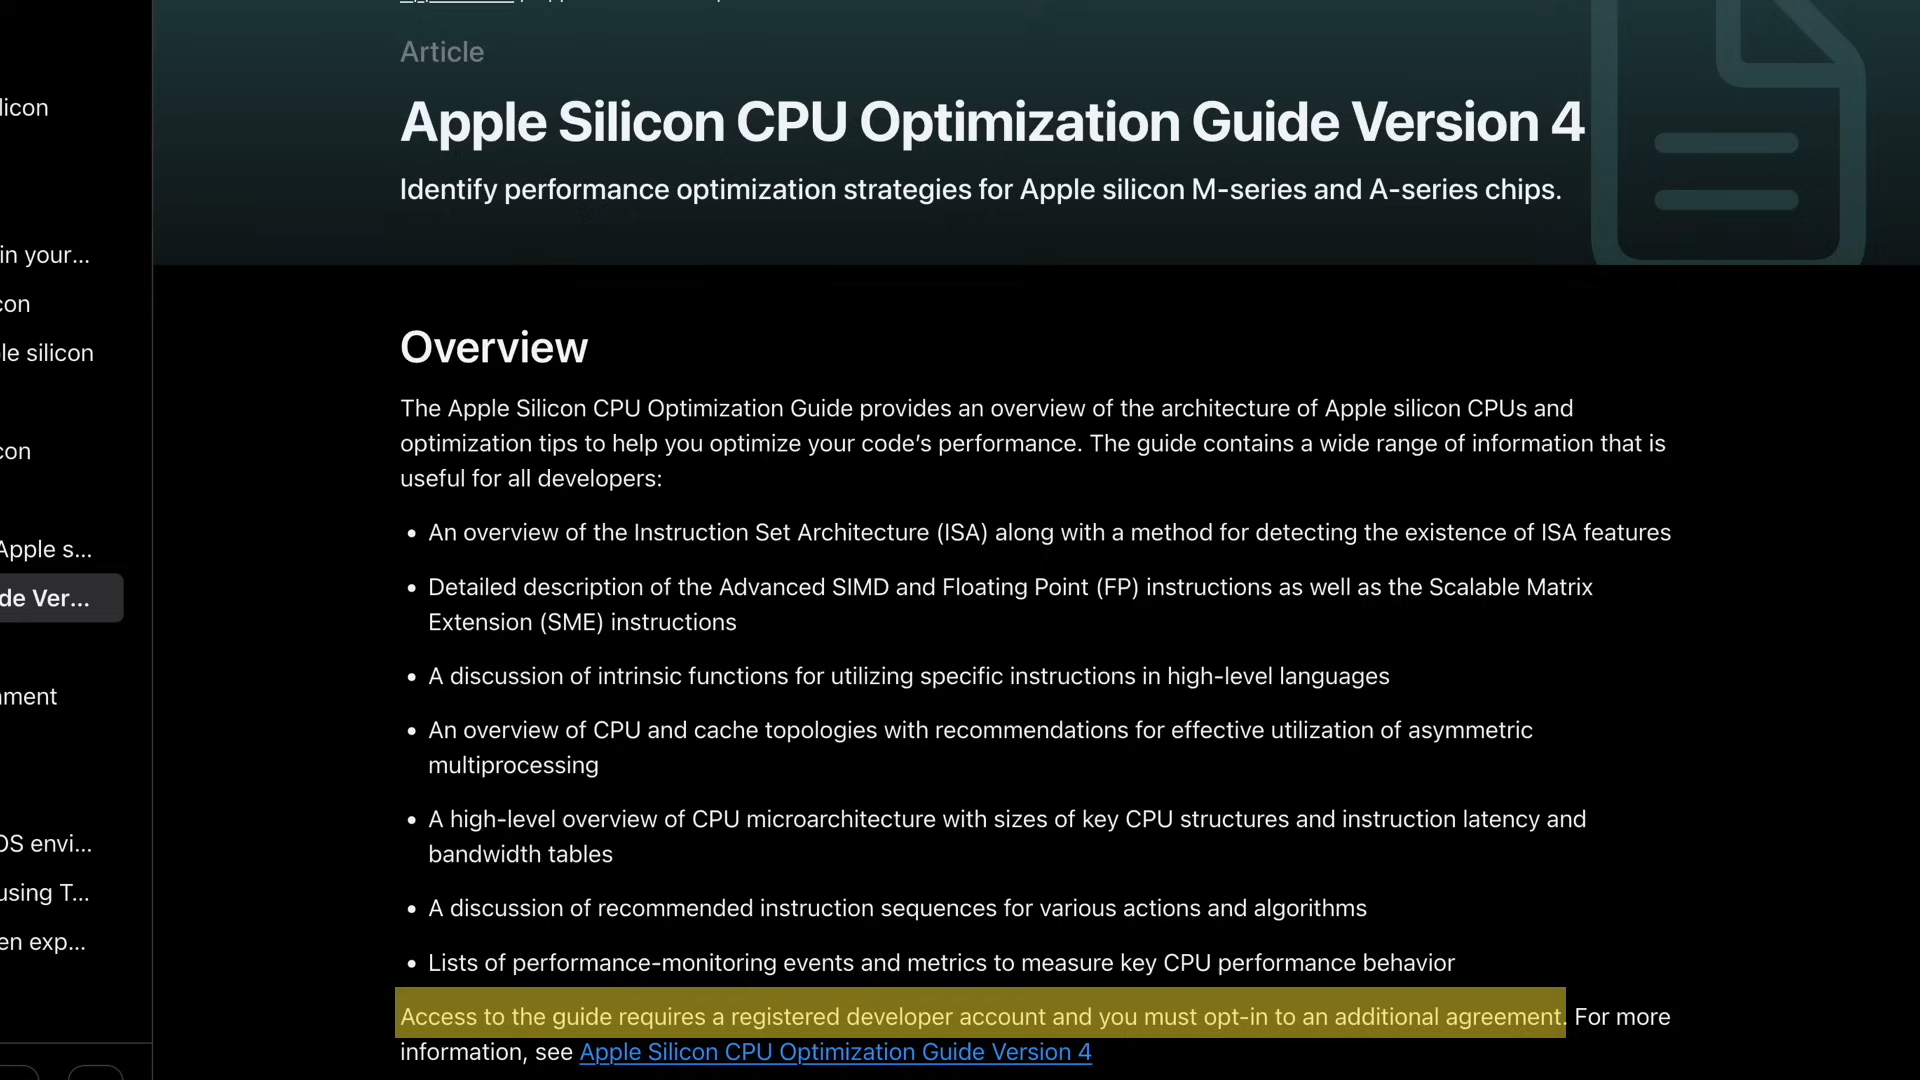 Article
Apple Silicon CPU Optimization Guide Version 4
Identify performance optimization strategies for Apple silicon M-series and A-series chips.
licon
in your...
con
le silicon
con
Apple s...
de Ver...
ament
OS envi...
using T...
en exp...
Overview
The Apple Silicon CPU Optimization Guide provides an overview of the architecture of Apple silicon CPUs and
optimization tips to help you optimize your code’s performance. The guide contains a wide range of information that is
useful for all developers:
• An overview of the Instruction Set Architecture (ISA) along with a method for detecting the existence of ISA features
• Detailed description of the Advanced SIMD and Floating Point (FP) instructions as well as the Scalable Matrix
Extension (SME) instructions
• A discussion of intrinsic functions for utilizing specific instructions in high-level languages
• An overview of CPU and cache topologies with recommendations for effective utilization of asymmetric
multiprocessing
• A high-level overview of CPU microarchitecture with sizes of key CPU structures and instruction latency and
bandwidth tables
• A discussion of recommended instruction sequences for various actions and algorithms
• Lists of performance-monitoring events and metrics to measure key CPU performance behavior
Access to the guide requires a registered developer account and you must opt-in to an additional agreement. For more
information, see Apple Silicon CPU Optimization Guide Version 4